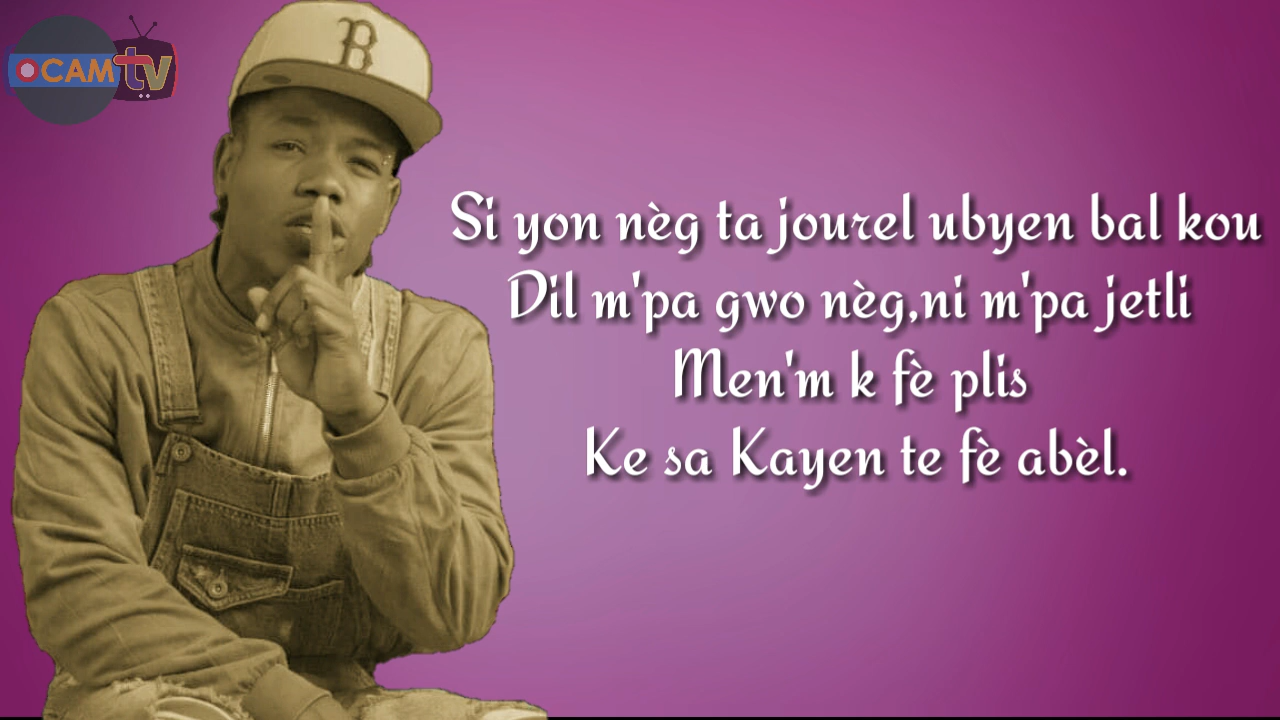 OCAMtv
B
Si yon nèg ta jourel ubyen bal kou
Dil m'pa gwo nèg,ni m'pa jetli
Men'm k fè plis
Ke sa Kayen te fè abèl.